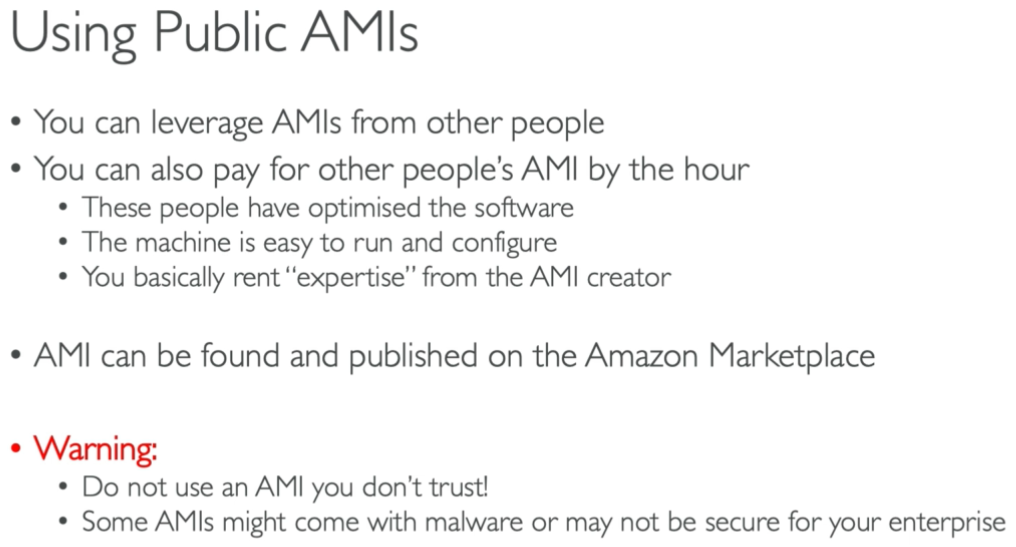 Using Public AMIs
• You can leverage AMIs from other people
• You can also pay for other people's AMI by the hour
• These people have optimised the software
• The machine is easy to run and configure
• You basically rent "expertise" from the AMI creator
• AMI can be found and published on the Amazon Marketplace
• Warning:
• Do not use an AMI you don't trust!
• Some AMIs might come with malware or may not be secure for your enterprise